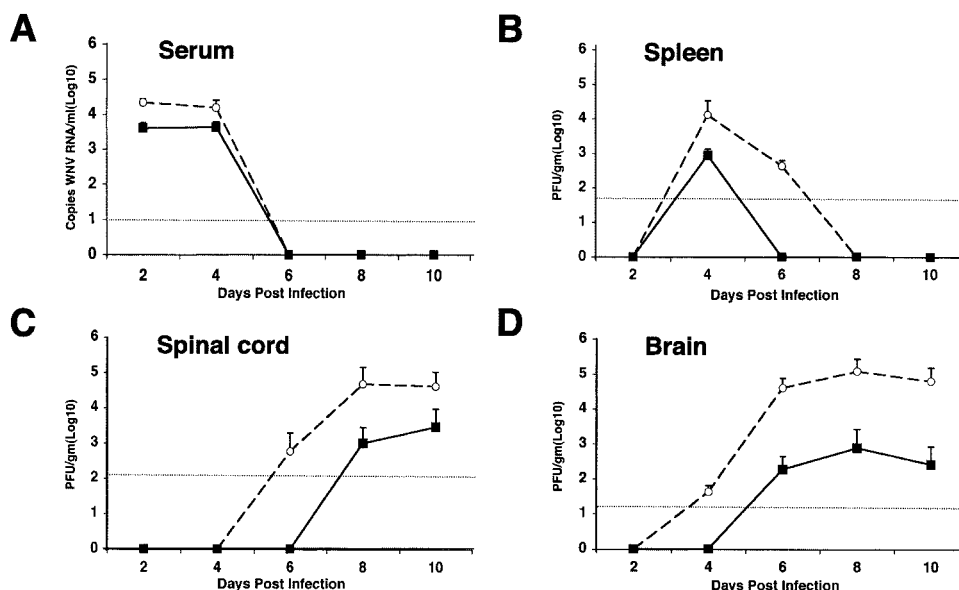 A
Serum
Copies WNV RNA/ml(Log10)
6
5
4
3
2
1
0
2 4 6 8 10
Days Post Infection
B
Spleen
PFU/gm(Log10)
6
5
4
3
2
1
0
2 4 6 8 10
Days Post Infection
C
Spinal cord
PFU/gm(Log10)
6
5
4
3
2
1
0
2 4 6 8 10
Days Post Infection
D
Brain
PFU/gm(Log10)
6
5
4
3
2
1
0
2 4 6 8 10
Days Post Infection